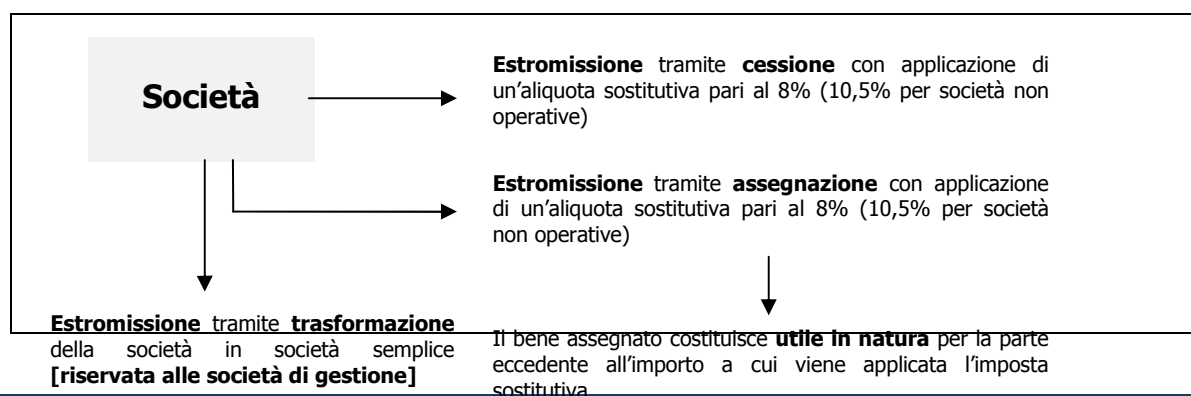 Società
Estromissione tramite cessione con applicazione di
un'aliquota sostitutiva pari al 8% (10,5% per società non
operative)
Estromissione tramite assegnazione con applicazione
di un'aliquota sostitutiva pari al 8% (10,5% per società
non operative)
Estromissione tramite trasformazione
della società in società semplice
[riservata alle società di gestione]
Il bene assegnato costituisce utile in natura per la parte
eccedente all'importo a cui viene applicata l'imposta
sostitutiva